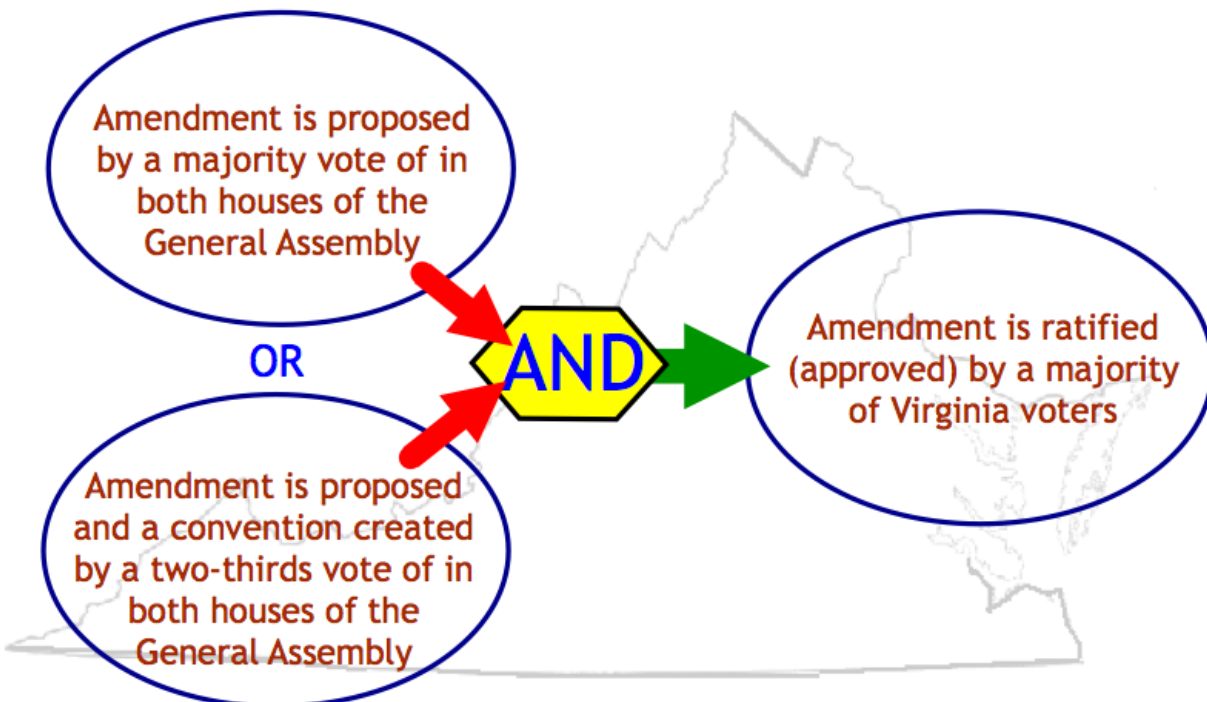 Amendment is proposed
by a majority vote of in
both houses of the
General Assembly
OR
Amendment is proposed
and a convention created
by a two-thirds vote of in
both houses of the
General Assembly
AND
Amendment is ratified
(approved) by a majority
of Virginia voters